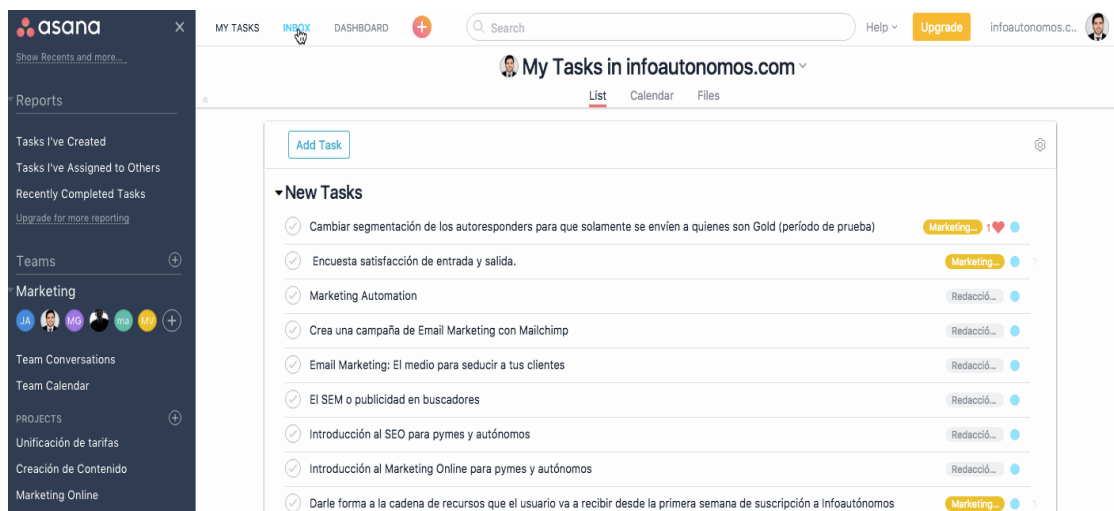 asana
MY TASKS INBOX DASHBOARD
Search
Help
Upgrade
infoautonomos.c...
Show Recents and more...
Reports
Tasks I've Created
Tasks I've Assigned to Others
Recently Completed Tasks
Upgrade for more reporting
Teams
Marketing
JA MG ma MV
Team Conversations
Team Calendar
PROJECTS
Unificación de tarifas
Creación de Contenido
Marketing Online
My Tasks in infoautonomos.com
List Calendar Files
Add Task
New Tasks
Cambiar segmentación de los autoresponders para que solamente se envíen a quienes son Gold (período de prueba) Marketing... 1
Encuesta satisfacción de entrada y salida. Marketing...
Marketing Automation Redacció...
Crea una campaña de Email Marketing con Mailchimp Redacció...
Email Marketing: El medio para seducir a tus clientes Redacció...
El SEM o publicidad en buscadores Redacció...
Introducción al SEO para pymes y autónomos Redacció...
Introducción al Marketing Online para pymes y autónomos Redacció...
Darle forma a la cadena de recursos que el usuario va a recibir desde la primera semana de suscripción a Infoautónomos Marketing...